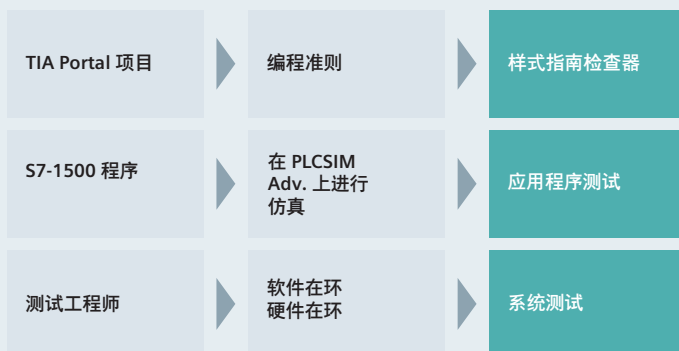 TIA Portal 项目
编程准则
样式指南检查器
S7-1500 程序
在 PLCSIM
Adv. 上进行
仿真
应用程序测试
测试工程师
软件在环
硬件在环
系统测试